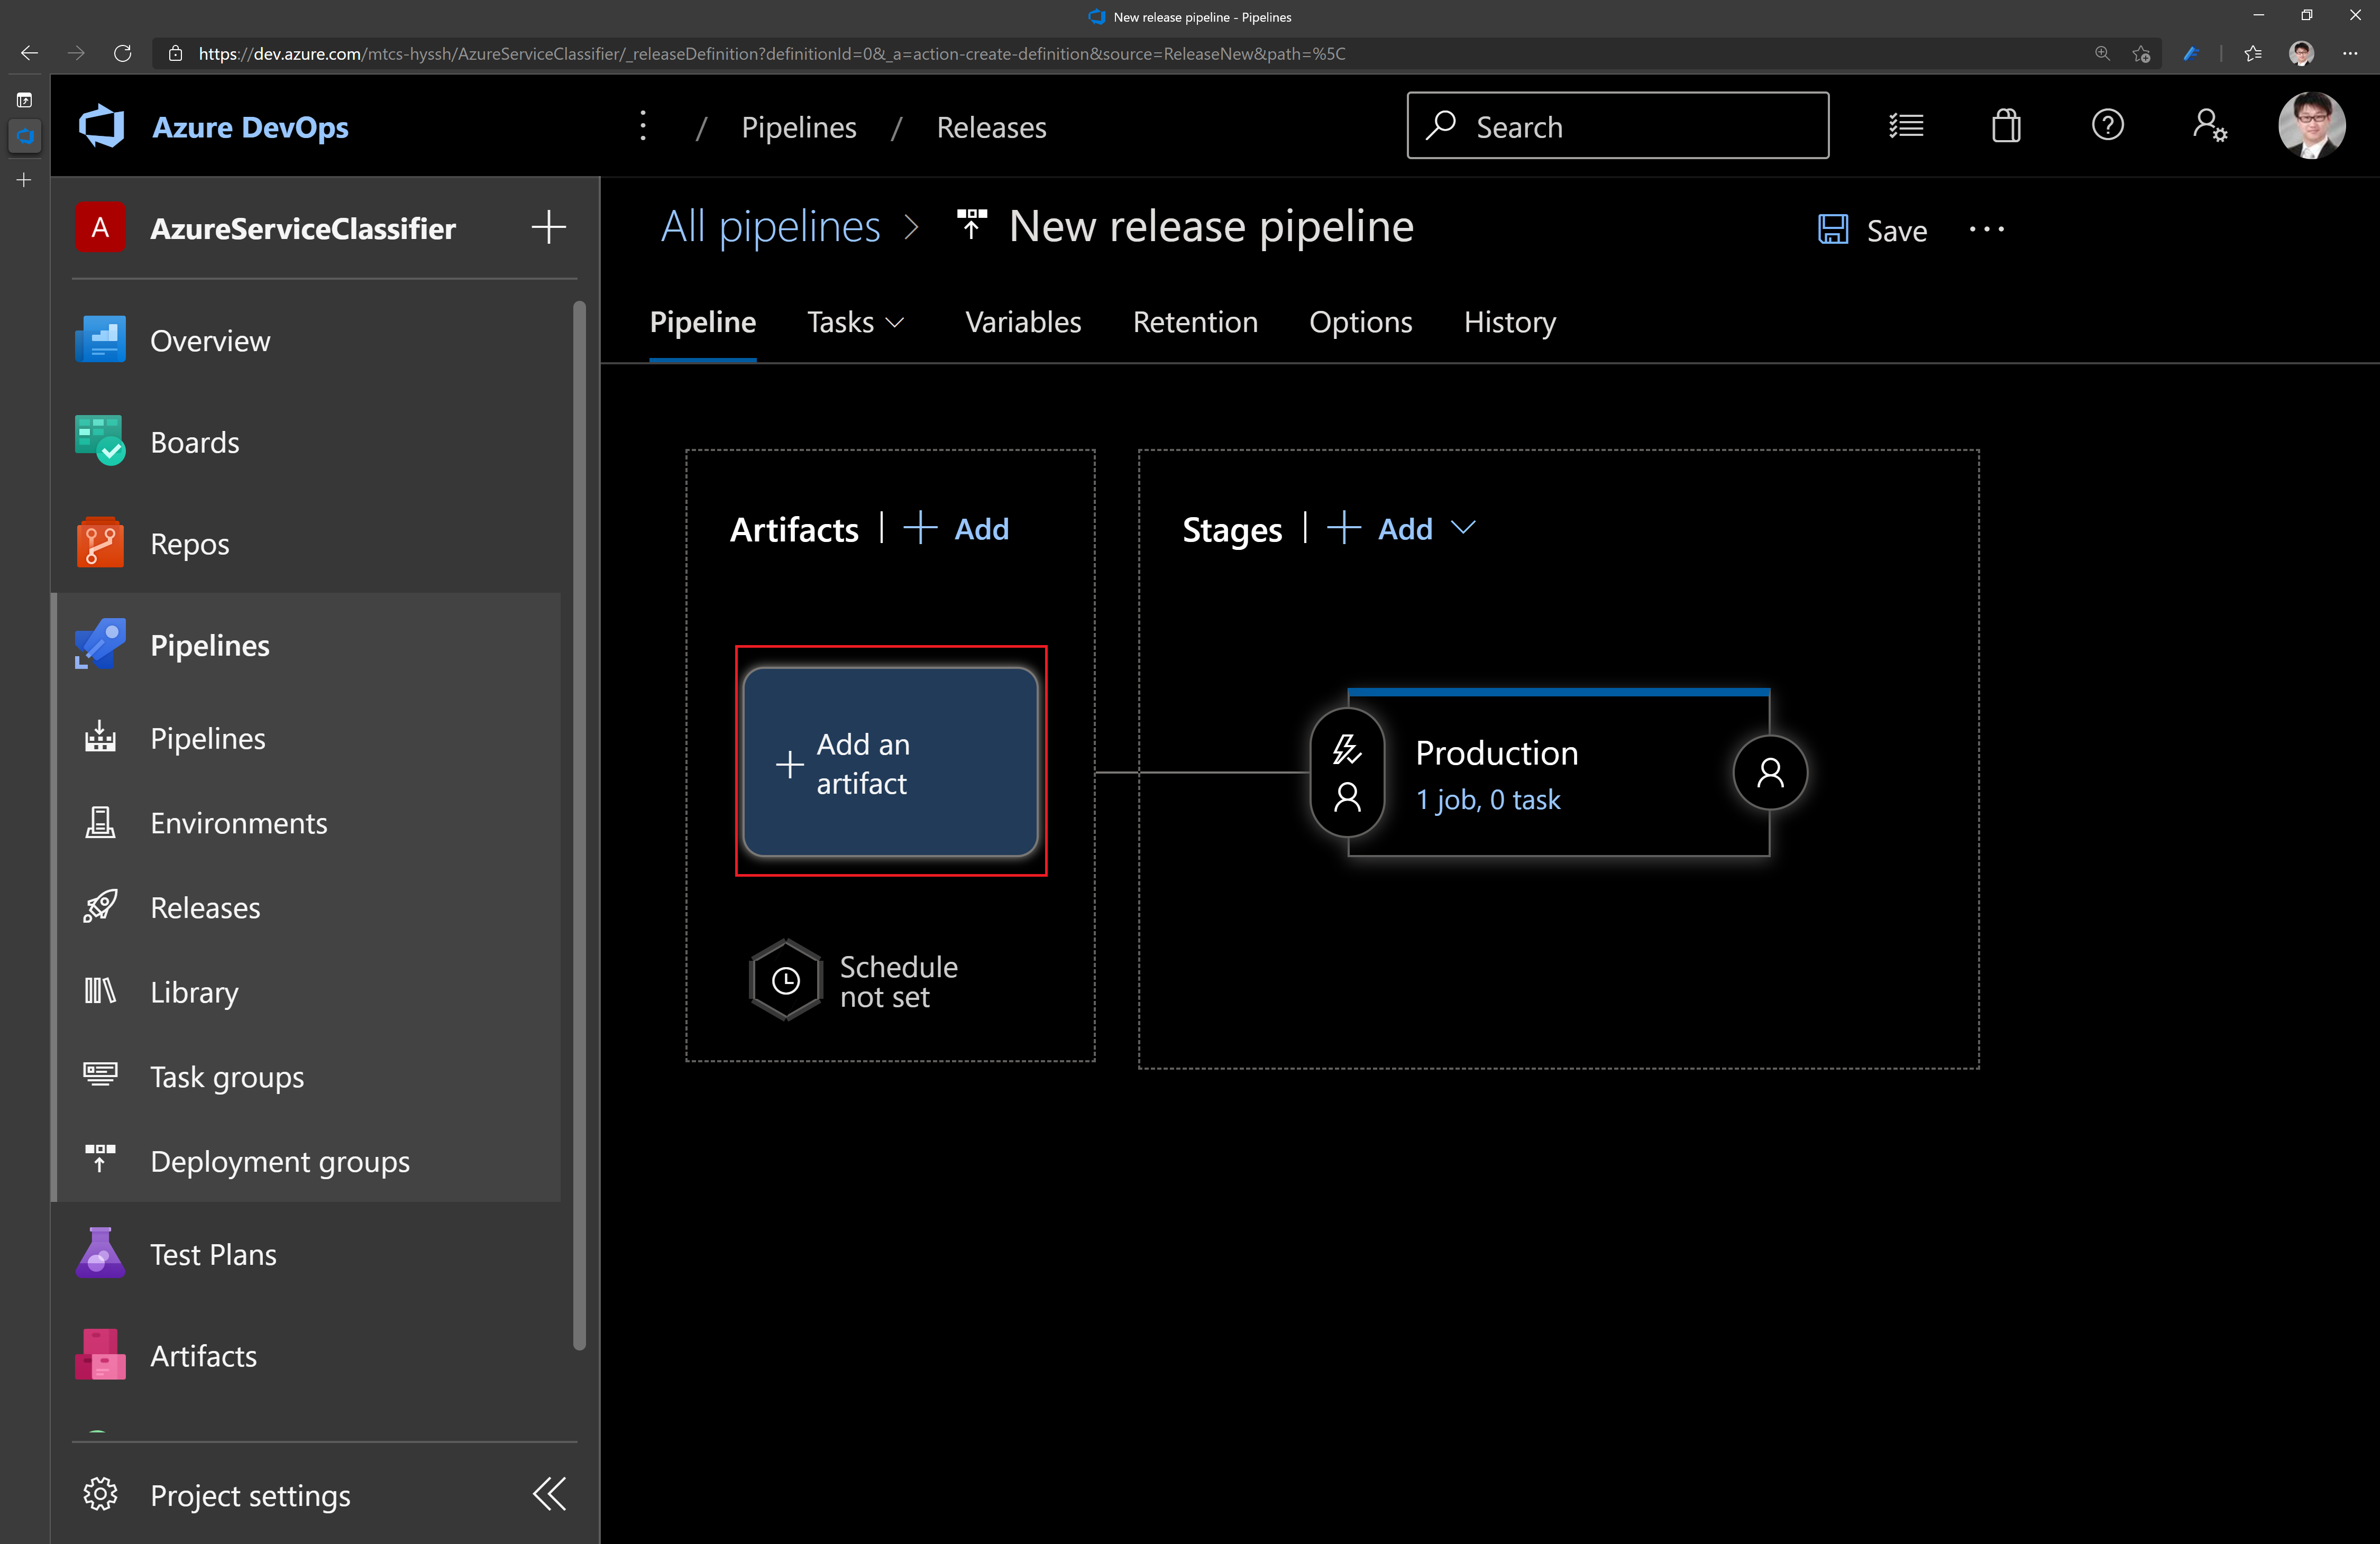 New release pipeline - Pipelines
https://dev.azure.com/mtcs-hyssh/AzureServiceClassifier/_releaseDefinition?definitionId=0&_a=action-create-definition&source=ReleaseNew&path=%5C
Azure DevOps
/ Pipelines / Releases
Search
A AzureServiceClassifier
All pipelines > New release pipeline
Save
Pipeline Tasks Variables Retention Options History
Overview
Boards
Repos
Pipelines
Pipelines
Environments
Releases
Library
Task groups
Deployment groups
Test Plans
Artifacts
Project settings
Artifacts | + Add
Add an
artifact
Schedule
not set
Stages | + Add
Production
1 job, 0 task